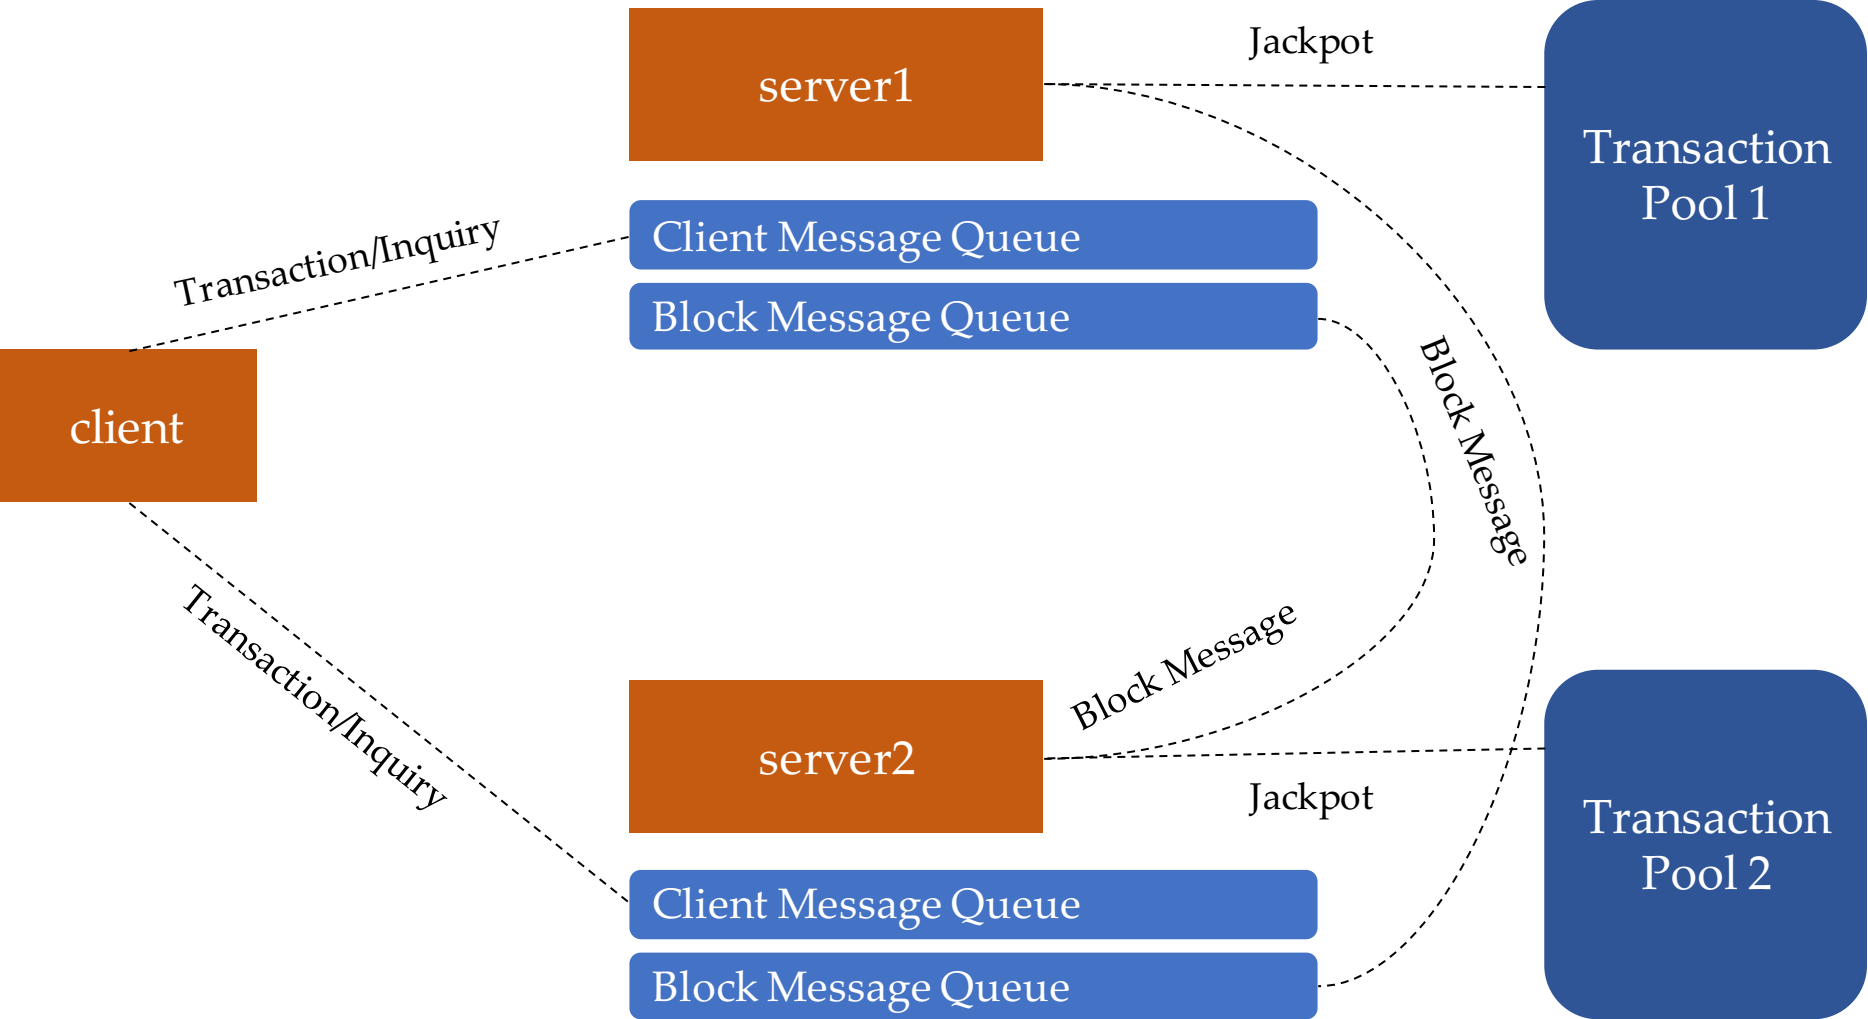 server1
Jackpot
Transaction
Pool 1
Transaction/Inquiry
Client Message Queue
Block Message Queue
client
Block Message
Transaction/Inquiry
Block Message
server2
Jackpot
Transaction
Pool 2
Client Message Queue
Block Message Queue